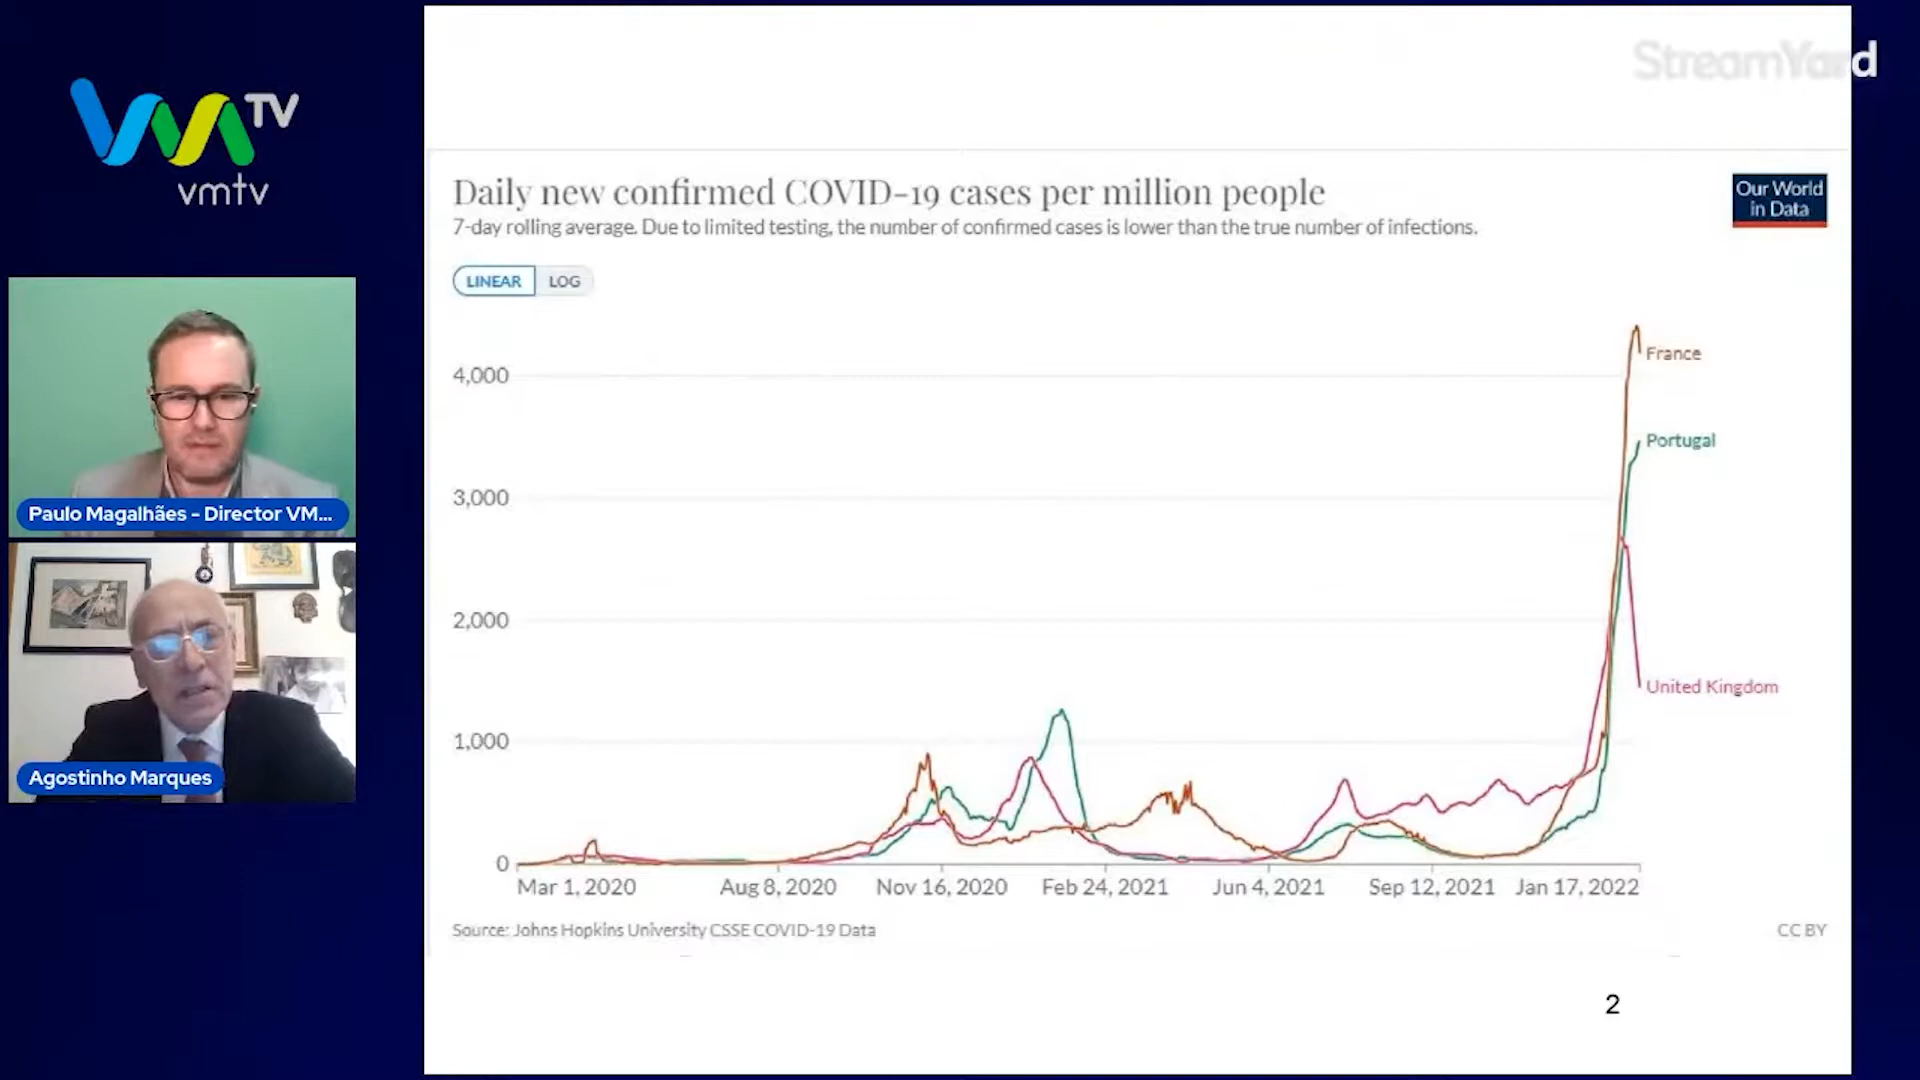 TV
vmtv
StreamYard
Daily new confirmed COVID-19 cases per million people
7-day rolling average. Due to limited testing, the number of confirmed cases is lower than the true number of infections.
Our World
in Data
LINEAR
LOG
4,000
3,000
2,000
1,000
0
France
Portugal
United Kingdom
Mar 1, 2020
Aug 8, 2020
Nov 16, 2020
Feb 24, 2021
Jun 4, 2021
Sep 12, 2021
Jan 17, 2022
Source: Johns Hopkins University CSSE COVID-19 Data
CC BY
2
Paulo Magalhães - Director VM...
Agostinho Marques